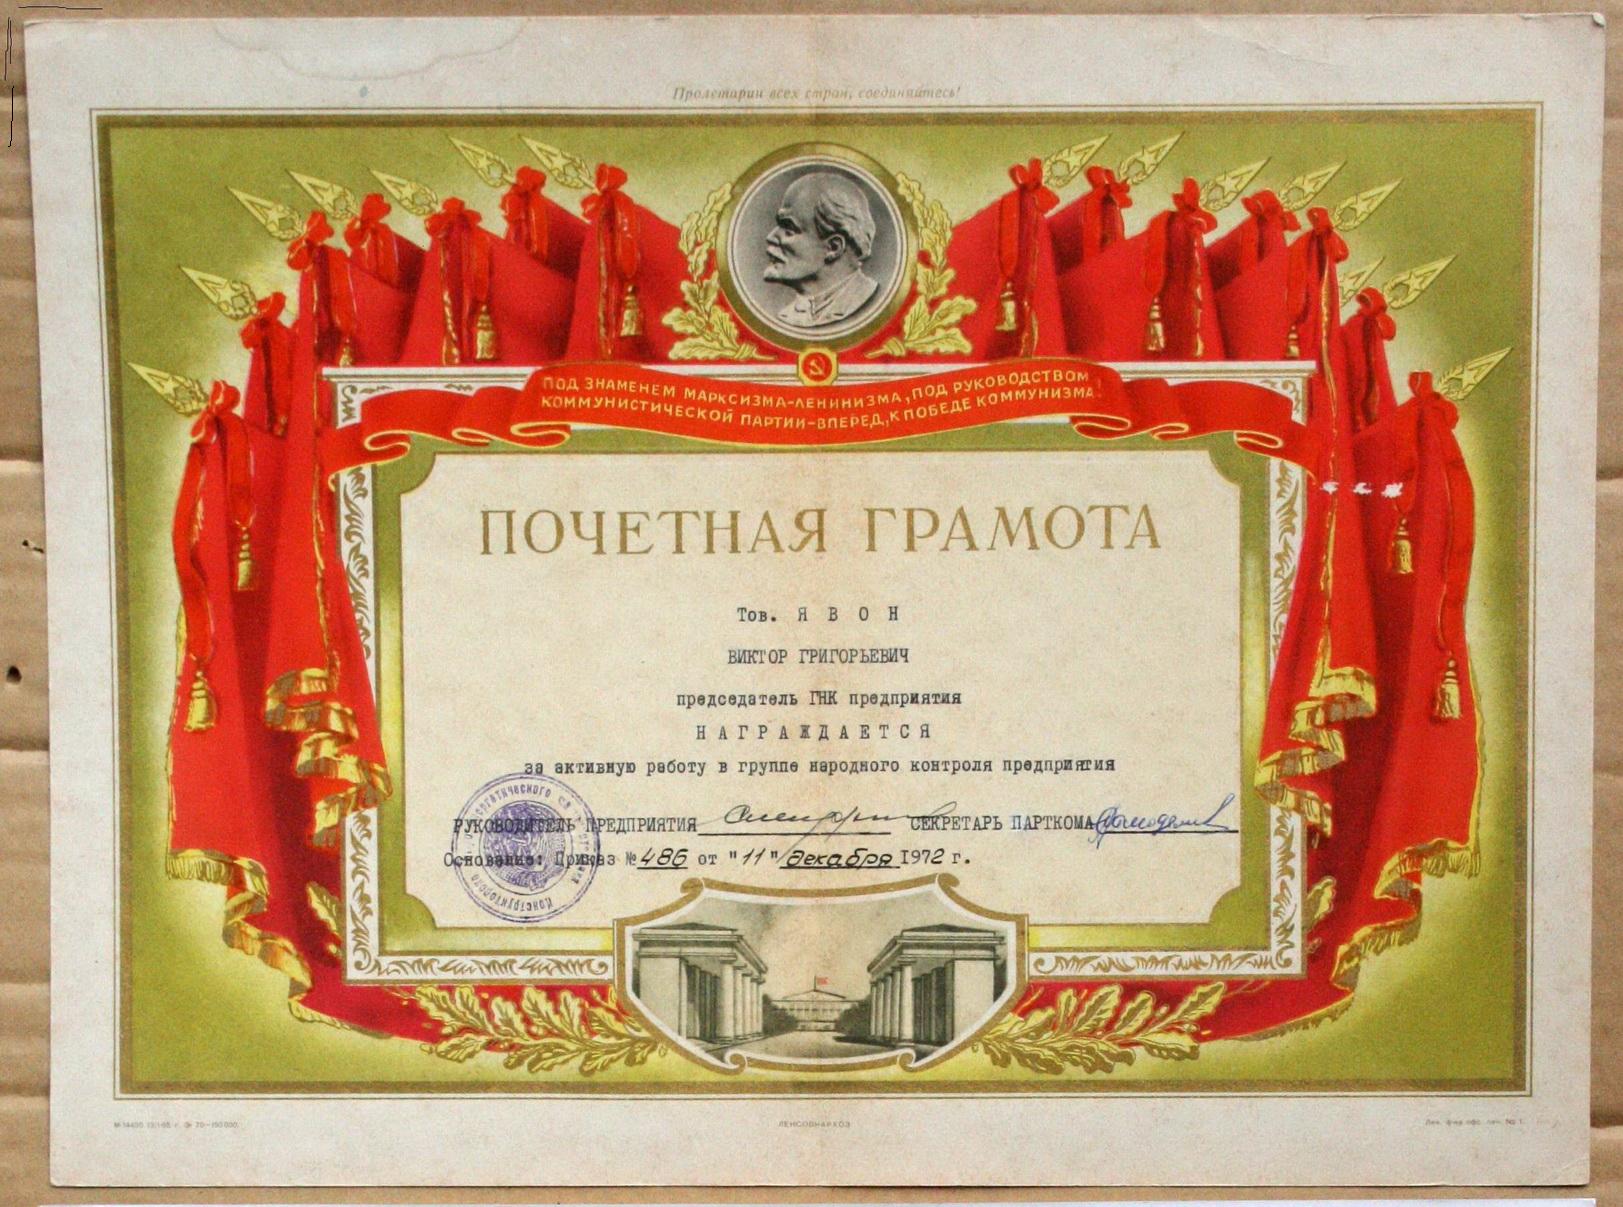 Пролетарии всех стран, соединяйтесь!
ПОД ЗНАМЕНЕМ МАРКСИЗМА-ЛЕНИНИЗМА, ПОД РУКОВОДСТВОМ
КОММУНИСТИЧЕСКОЙ ПАРТИИ-ВПЕРЕД, К ПОБЕДЕ КОММУНИЗМА!
ПОЧЕТНАЯ ГРАМОТА
Тов. Я В О Н
ВИКТОР ГРИГОРЬЕВИЧ
председатель ГНК предприятия
Н А Г Р А Ж Д А Е Т С Я
за активную работу в группе народного контроля предприятия
РУКОВОДИТЕЛЬ ПРЕДПРИЯТИЯ СЕКРЕТАРЬ ПАРТКОМА
Основание: Приказ № 486 от "11" декабря 1972 г.
ЛЕНСОВНАРХОЗ